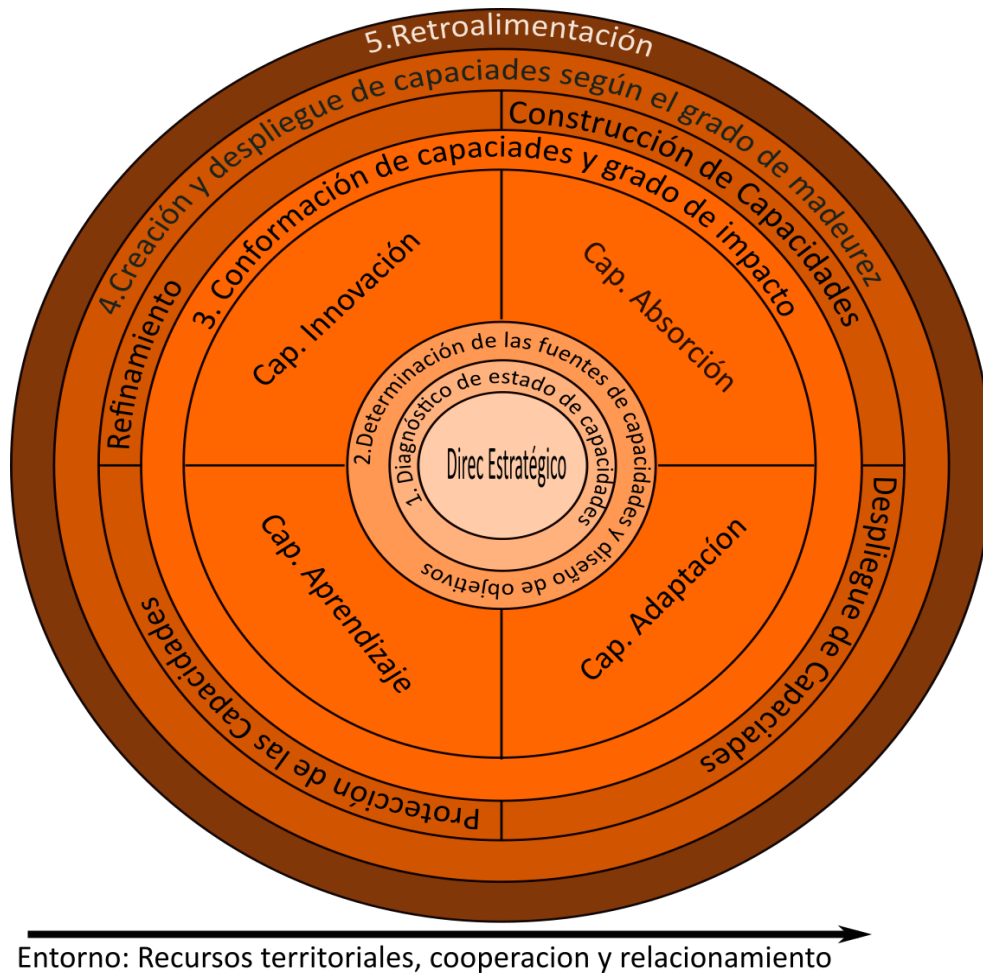 5.Retroalimentación
4.Creación y despliegue de capaciades según el grado de madeurez
Construcción de Capacidades
Refinamiento
3. Conformación de capaciades y grado de impacto
Cap. Innovación
Cap. Absorción
2.Determinación de las fuentes de capacidades y diseño de objetivos
1. Diagnóstico de estado de capacidades
Direc Estratégico
Cap. Aprendizaje
Cap. Adaptacíon
Protección de las Capacidades
Despliegue de Capaciades
Entorno: Recursos territoriales, cooperacion y relacionamiento